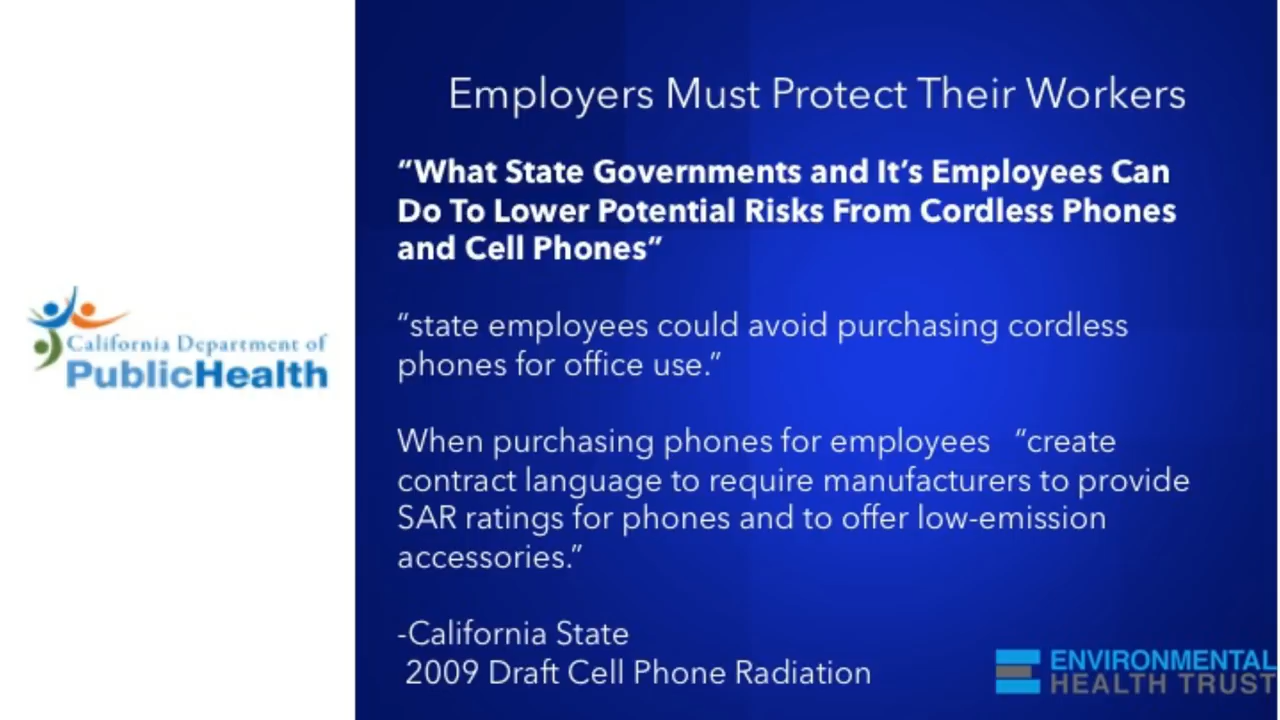 Employers Must Protect Their Workers
“What State Governments and It’s Employees Can
Do To Lower Potential Risks From Cordless Phones
and Cell Phones”
“state employees could avoid purchasing cordless
phones for office use.”
When purchasing phones for employees “create
contract language to require manufacturers to provide
SAR ratings for phones and to offer low-emission
accessories.”
-California State
2009 Draft Cell Phone Radiation
California Department of
PublicHealth
ENVIRONMENTAL
HEALTH TRUST